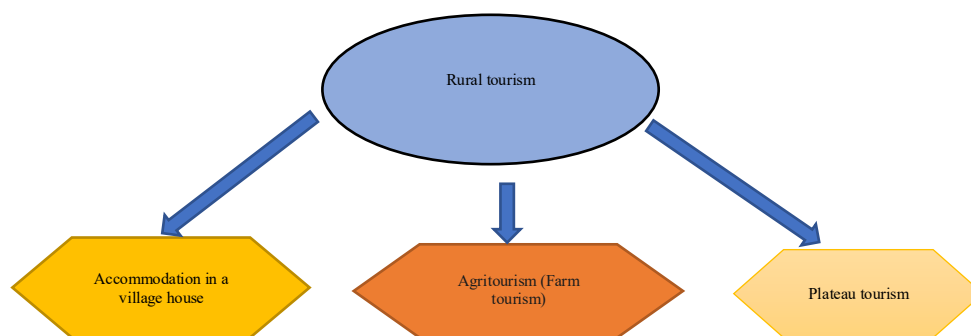 Rural tourism
Accommodation in a
village house
Agritourism (Farm
tourism)
Plateau tourism